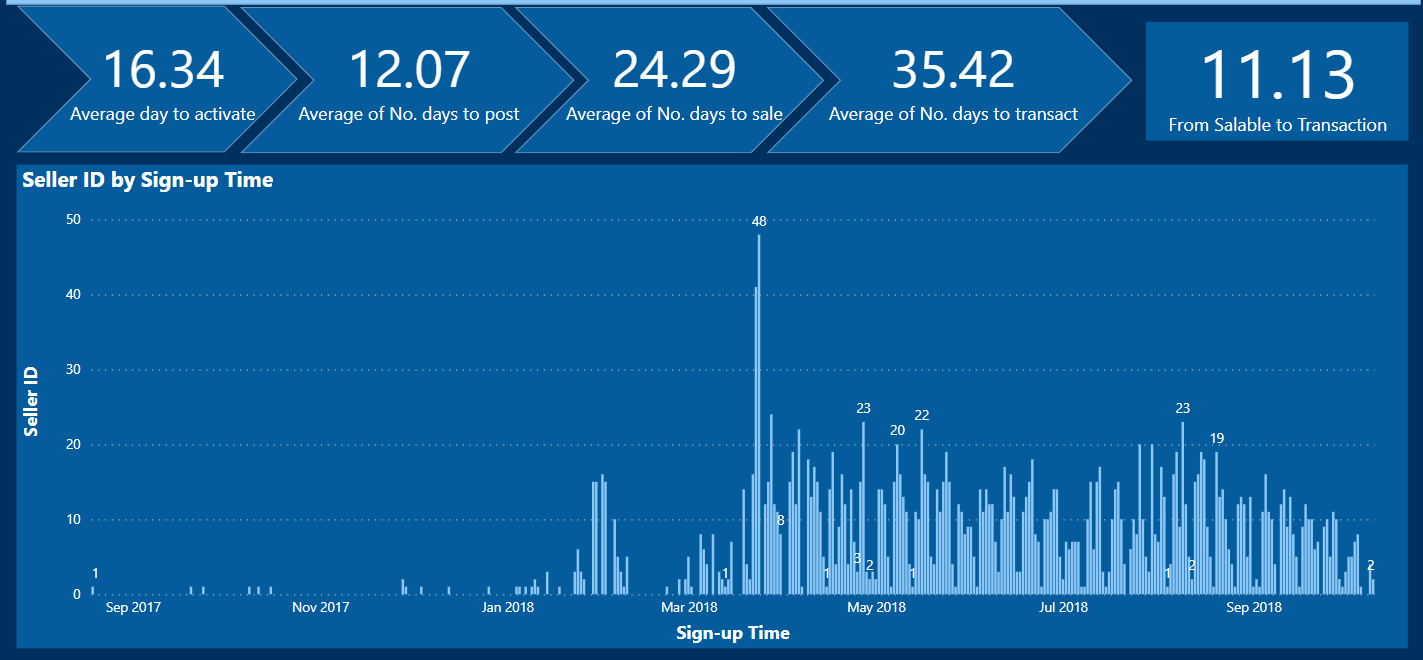 16.34
Average day to activate
12.07
Average of No. days to post
24.29
Average of No. days to sale
35.42
Average of No. days to transact
11.13
From Salable to Transaction
Seller ID by Sign-up Time
Seller ID
50
40
30
20
10
0
1
1
48
8
1
3
23
2
20
1
22
1
23
2
19
2
Sep 2017
Nov 2017
Jan 2018
Mar 2018
May 2018
Jul 2018
Sep 2018
Sign-up Time